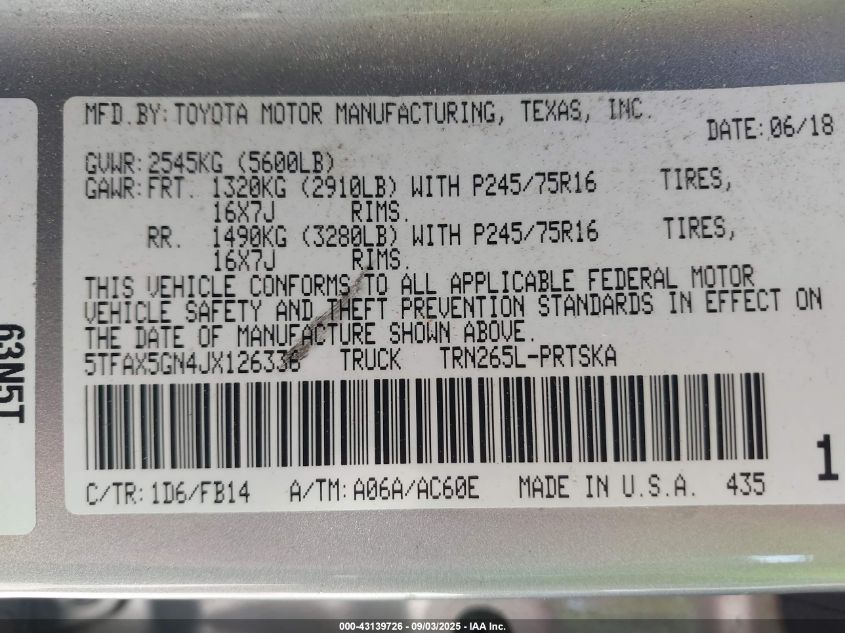 MFD.BY:TOYOTA MOTOR MANUFACTURING, TEXAS, INC.
DATE:06/18
GVWR:2545KG (5600LB)
GAWR:FRT. 1320KG (2910LB) WITH P245/75R16 TIRES,
16X7J RIMS.
RR. 1490KG (3280LB) WITH P245/75R16 TIRES,
16X7J RIMS.
THIS VEHICLE CONFORMS TO ALL APPLICABLE FEDERAL MOTOR
VEHICLE SAFETY AND THEFT PREVENTION STANDARDS IN EFFECT ON
THE DATE OF MANUFACTURE SHOWN ABOVE.
5TFAX5GN4JX126336 TRUCK TRN265L-PRTSKA
C/TR:1D6/FB14 A/TM:A06A/AC60E MADE IN U.S.A. 435
1
63N5T
000-43139726 - 09/03/2025 - IAA Inc.